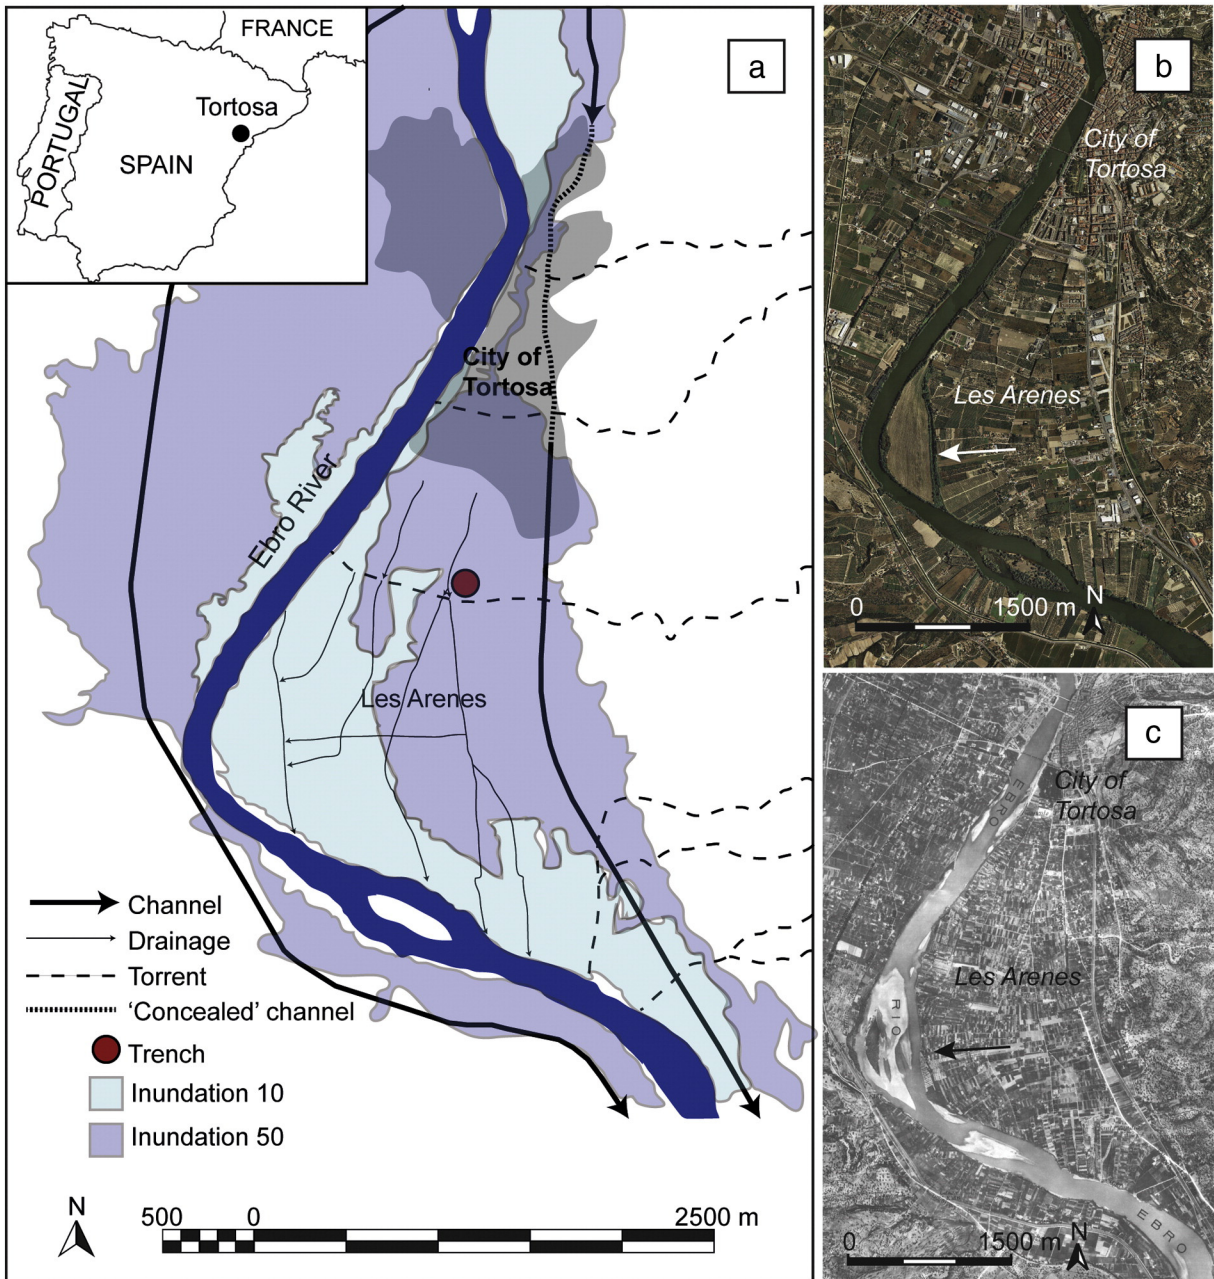 FRANCE
Tortosa
PORTUGAL
SPAIN
a
City of
Tortosa
Ebro River
Les Arenes
Channel
Drainage
Torrent
'Concealed' channel
Trench
Inundation 10
Inundation 50
N
500 0 2500 m
b
City of
Tortosa
Les Arenes
N
0 1500 m
c
EBRO
City of
Tortosa
RIO
Les Arenes
EBRO
N
0 1500 m